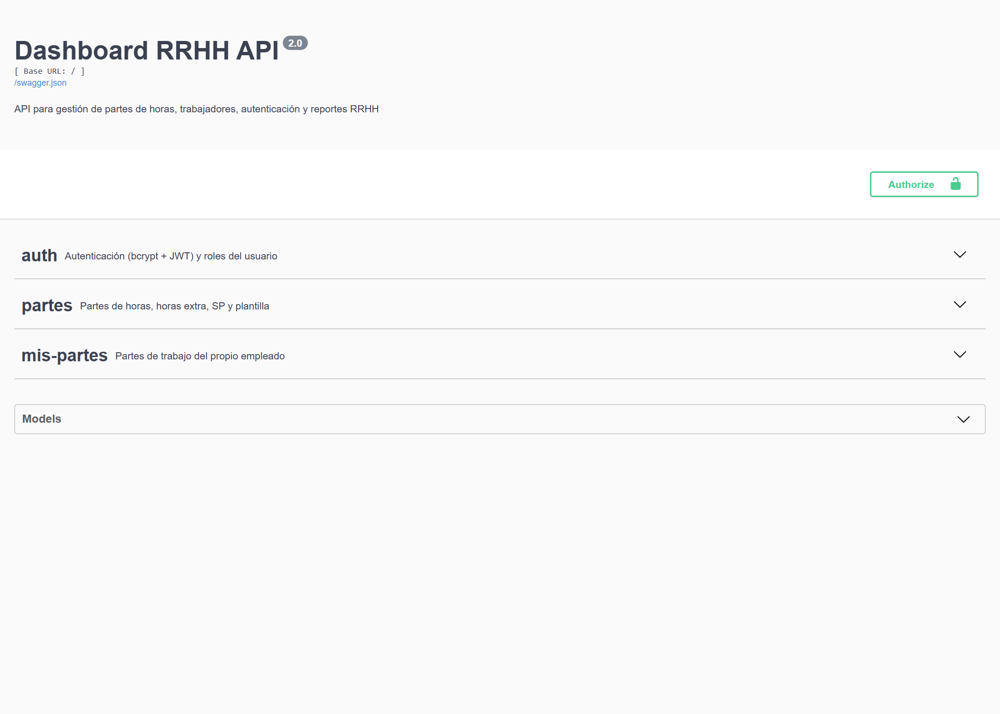 Dashboard RRHH API 2.0
[ Base URL: / ]
/swagger.json
API para gestión de partes de horas, trabajadores, autenticación y reportes RRHH
Authorize
auth Autenticación (bcrypt + JWT) y roles del usuario
partes Partes de horas, horas extra, SP y plantilla
mis-partes Partes de trabajo del propio empleado
Models